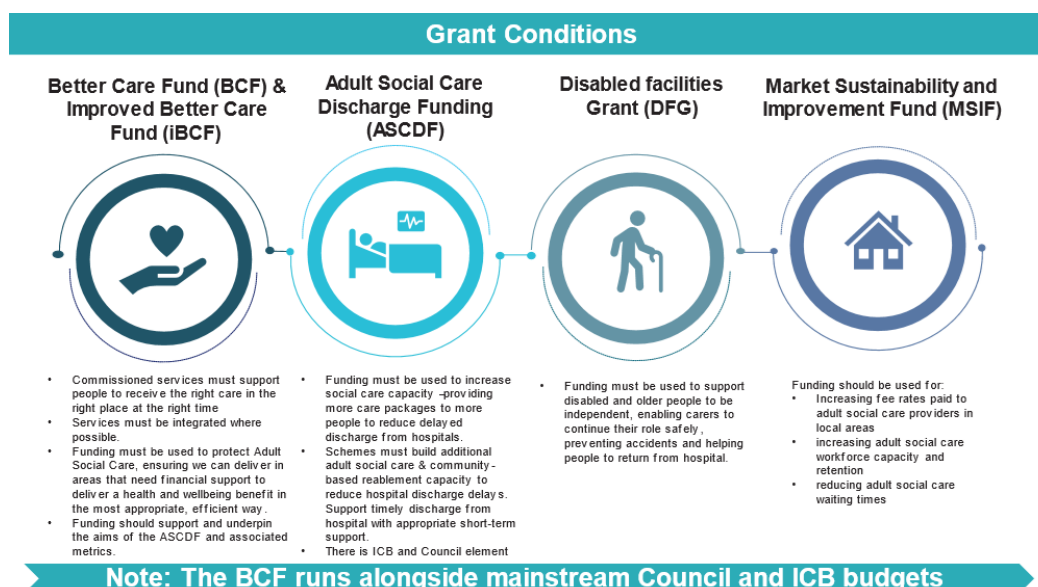 Grant Conditions
Better Care Fund (BCF) &
Improved Better Care
Fund (iBCF)
Adult Social Care
Discharge Funding
(ASCDF)
Disabled facilities
Grant (DFG)
Market Sustainability and
Improvement Fund (MSIF)
• Commissioned services must support
people to receive the right care in the
right place at the right time
• Services must be integrated where
possible.
• Funding must be used to protect Adult
Social Care, ensuring we can deliver in
areas that need financial support to
deliver a health and wellbeing benefit in
the most appropriate, efficient way.
• Funding should support and underpin
the aims of the ASCDF and associated
metrics.
• Funding must be used to increase
social care capacity –providing
more care packages to more
people to reduce delayed
discharge from hospitals.
• Schemes must build additional
adult social care & community-
based reablement capacity to
reduce hospital discharge delays.
Support timely discharge from
hospital with appropriate short-term
support.
• There is ICB and Council element
• Funding must be used to support
disabled and older people to be
independent, enabling carers to
continue their role safely,
preventing accidents and helping
people to return from hospital.
Funding should be used for:
• Increasing fee rates paid to
adult social care providers in
local areas
• increasing adult social care
workforce capacity and
retention
• reducing adult social care
waiting times
Note: The BCF runs alongside mainstream Council and ICB budgets